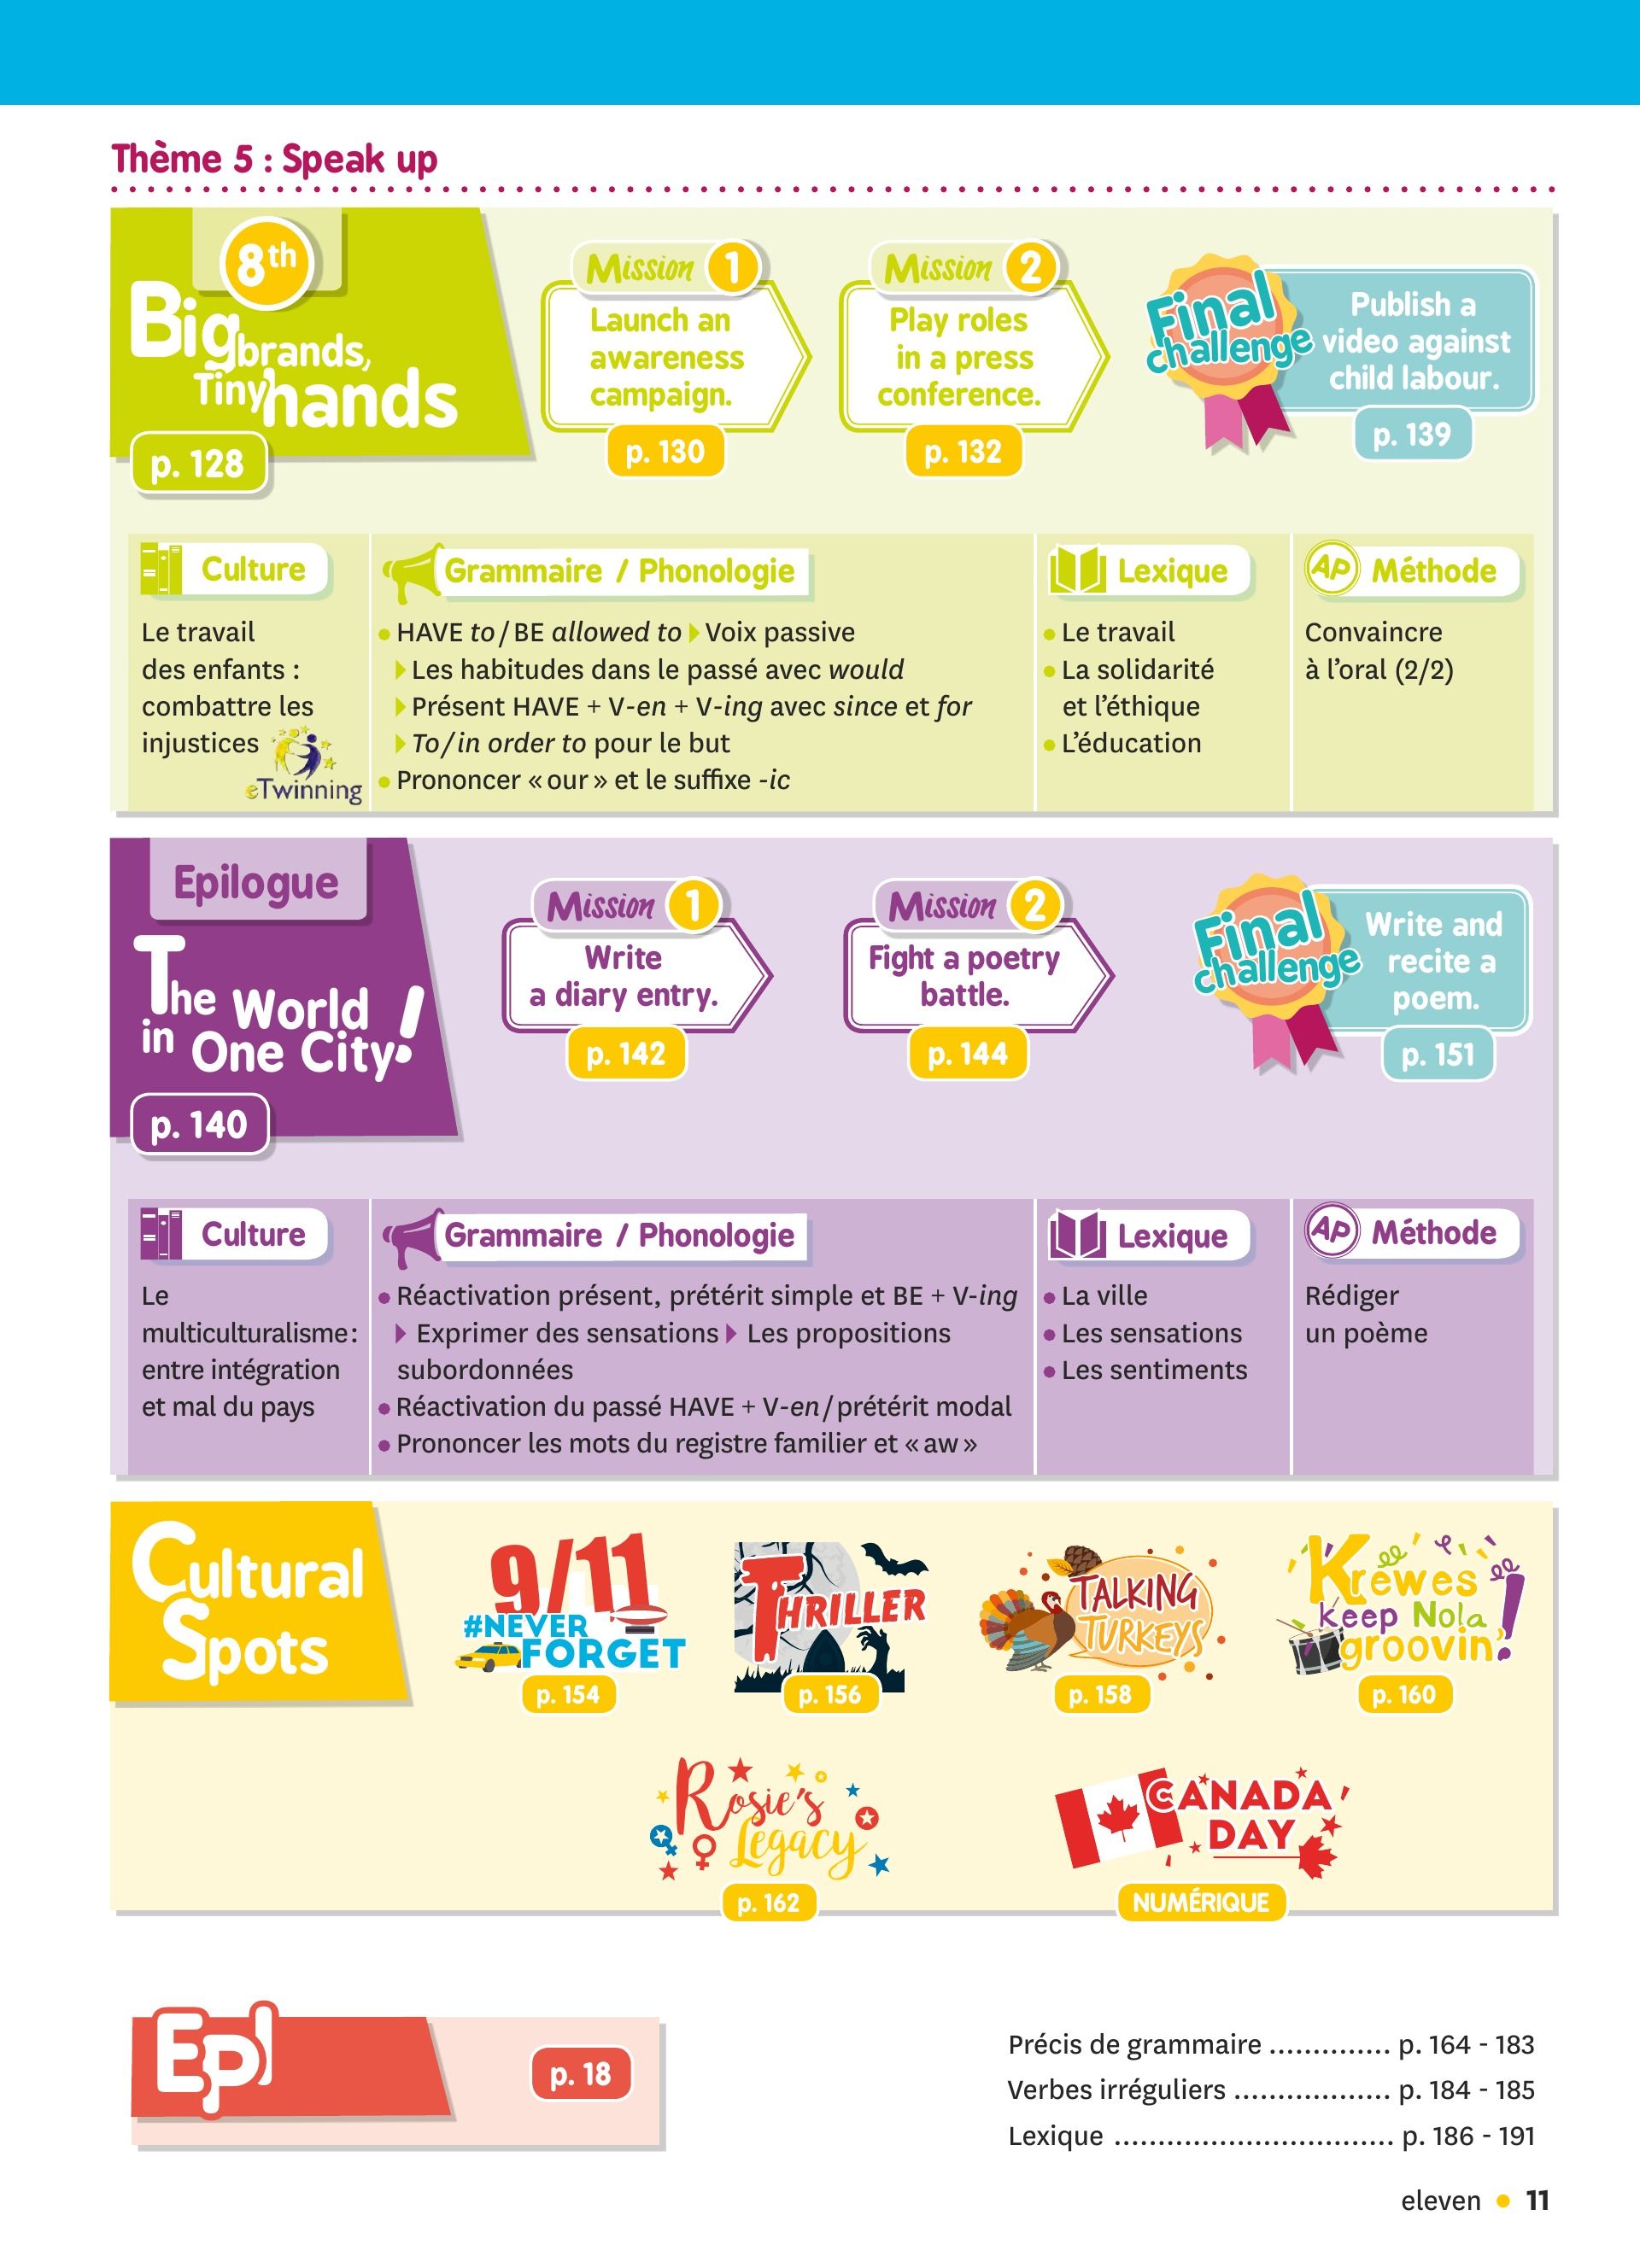 Thème 5 : Speak up
8th
Big brands,
Tiny hands
p. 128
Mission 1
Launch an
awareness
campaign.
p. 130
Mission 2
Play roles
in a press
conference.
p. 132
Final
challenge
Publish a
video against
child labour.
p. 139
Culture
Le travail
des enfants :
combattre les
injustices
eTwinning
Grammaire / Phonologie
• HAVE to / BE allowed to ▸ Voix passive
▸ Les habitudes dans le passé avec would
▸ Présent HAVE + V-en + V-ing avec since et for
▸ To / in order to pour le but
• Prononcer « our » et le suffixe -ic
Lexique
• Le travail
• La solidarité
et l'éthique
• L'éducation
AP Méthode
Convaincre
à l'oral (2/2)
Epilogue
The World
in One City!
p. 140
Mission 1
Write
a diary entry.
p. 142
Mission 2
Fight a poetry
battle.
p. 144
Final
challenge
Write and
recite a
poem.
p. 151
Culture
Le
multiculturalisme :
entre intégration
et mal du pays
Grammaire / Phonologie
• Réactivation présent, prétérit simple et BE + V-ing
▸ Exprimer des sensations ▸ Les propositions
subordonnées
• Réactivation du passé HAVE + V-en / prétérit modal
• Prononcer les mots du registre familier et « aw »
Lexique
• La ville
• Les sensations
• Les sentiments
AP Méthode
Rédiger
un poème
Cultural
Spots
9/11
#NEVER
FORGET
p. 154
THRILLER
p. 156
TALKING
TURKEYS
p. 158
Krewes
keep Nola
groovin'!
p. 160
Rosie's
Legacy
p. 162
CANADA
DAY
NUMÉRIQUE
EpI
p. 18
Précis de grammaire .............. p. 164 - 183
Verbes irréguliers .................. p. 184 - 185
Lexique ................................ p. 186 - 191
eleven • 11